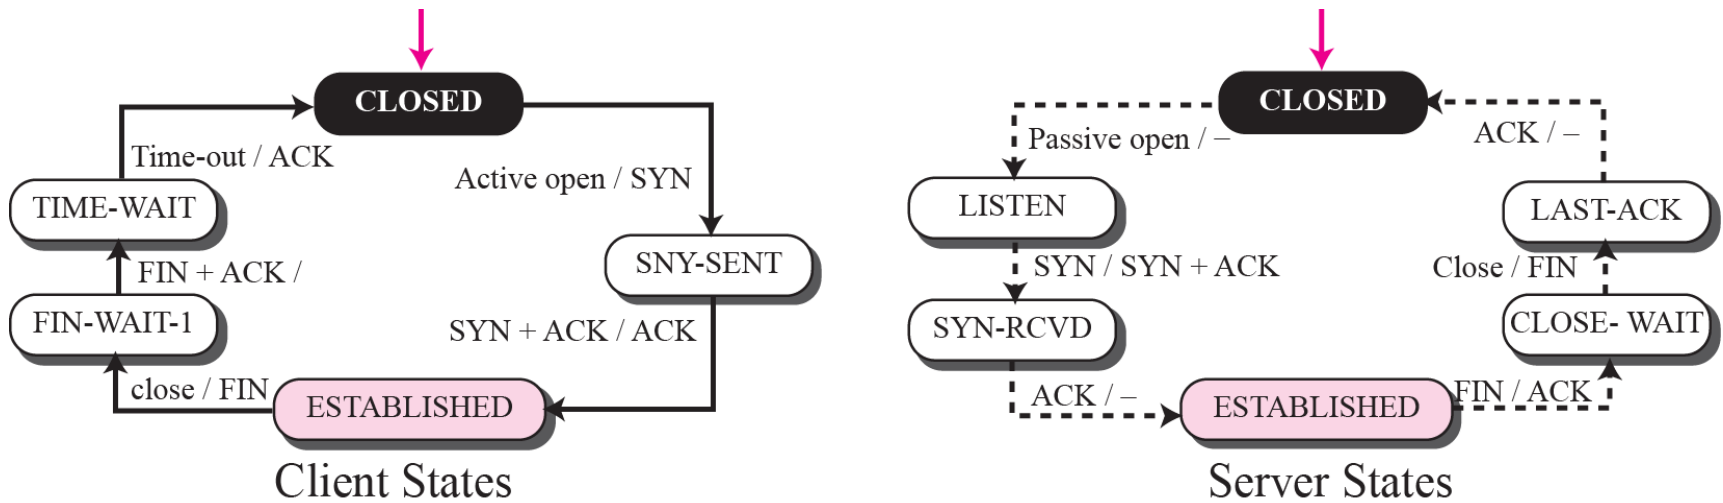 CLOSED
Time-out / ACK
Active open / SYN
TIME-WAIT
SNY-SENT
FIN + ACK /
FIN-WAIT-1
SYN + ACK / ACK
close / FIN
ESTABLISHED
Client States
CLOSED
Passive open / –
ACK / –
LISTEN
LAST-ACK
SYN / SYN + ACK
Close / FIN
SYN-RCVD
CLOSE- WAIT
ACK / –
ESTABLISHED
FIN / ACK
Server States